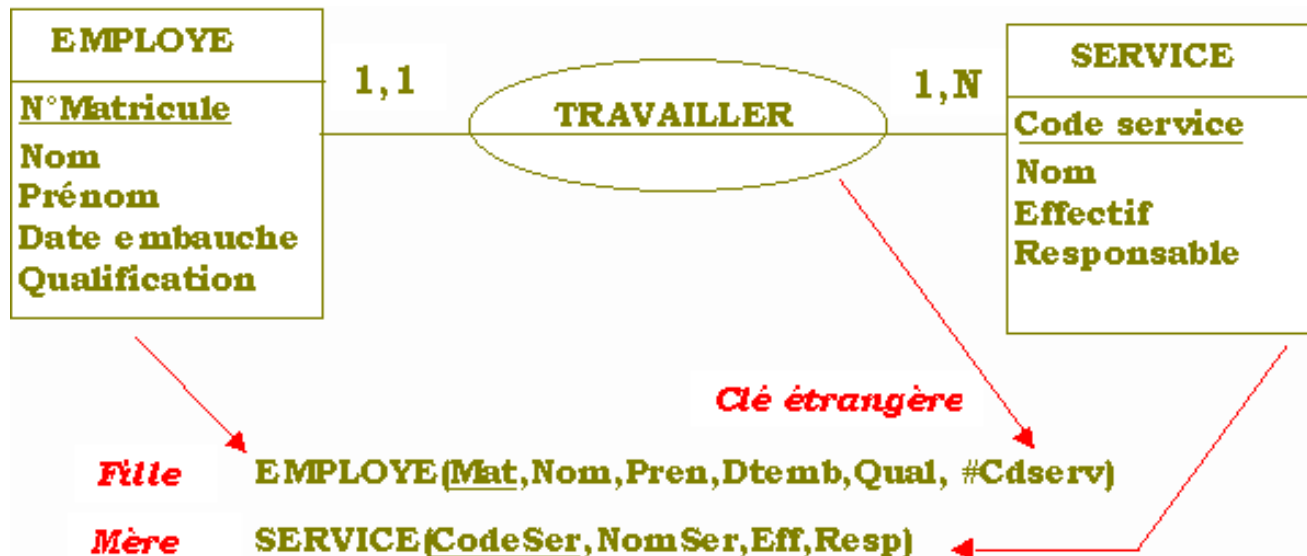 EMPLOYE
N°Matricule
Nom
Prénom
Date embauche
Qualification
1,1
TRAVAILLER
1,N
SERVICE
Code service
Nom
Effectif
Responsable
Clé étrangère
Fille EMPLOYE(Mat,Nom,Pren,Dtemb,Qual, #Cdserv)
Mère SERVICE(CodeSer,NomSer,Eff,Resp)